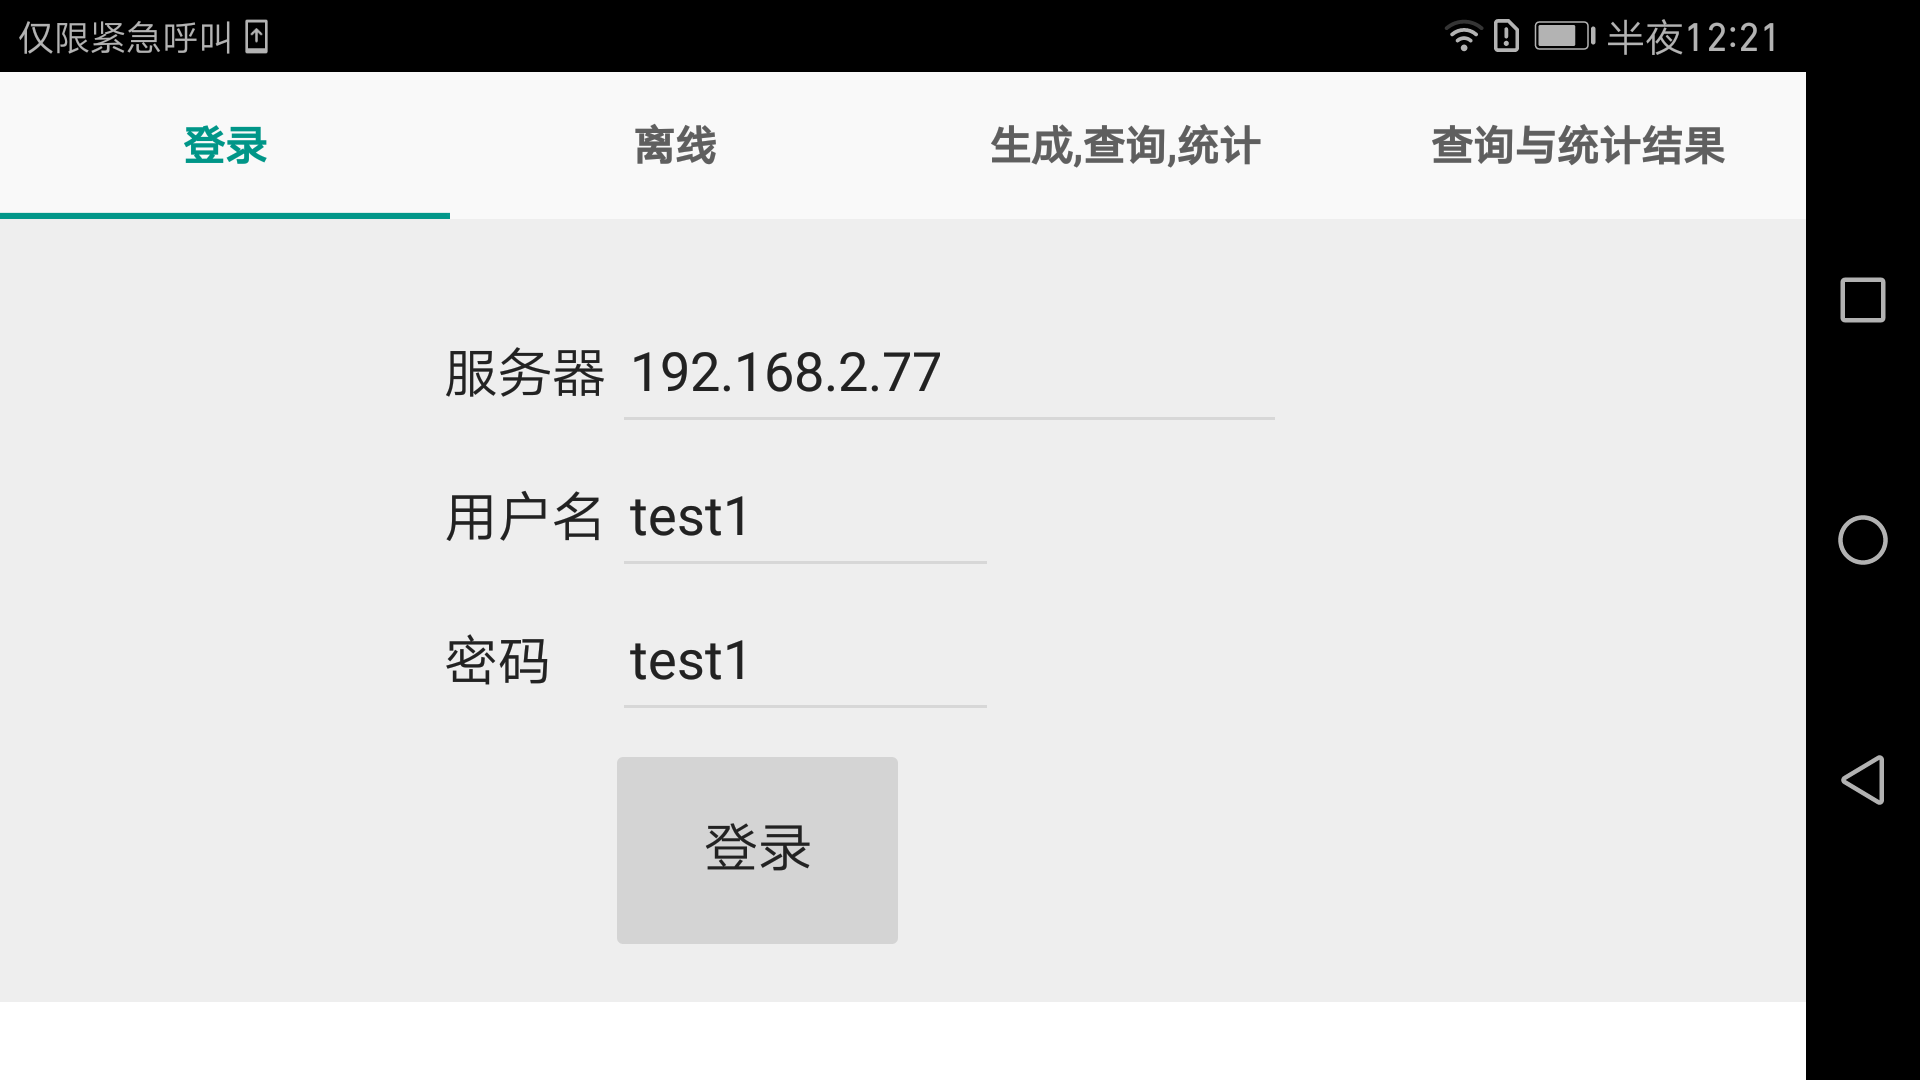 仅限紧急呼叫 半夜12:21
登录 离线 生成,查询,统计 查询与统计结果
服务器 192.168.2.77
用户名 test1
密码 test1
登录